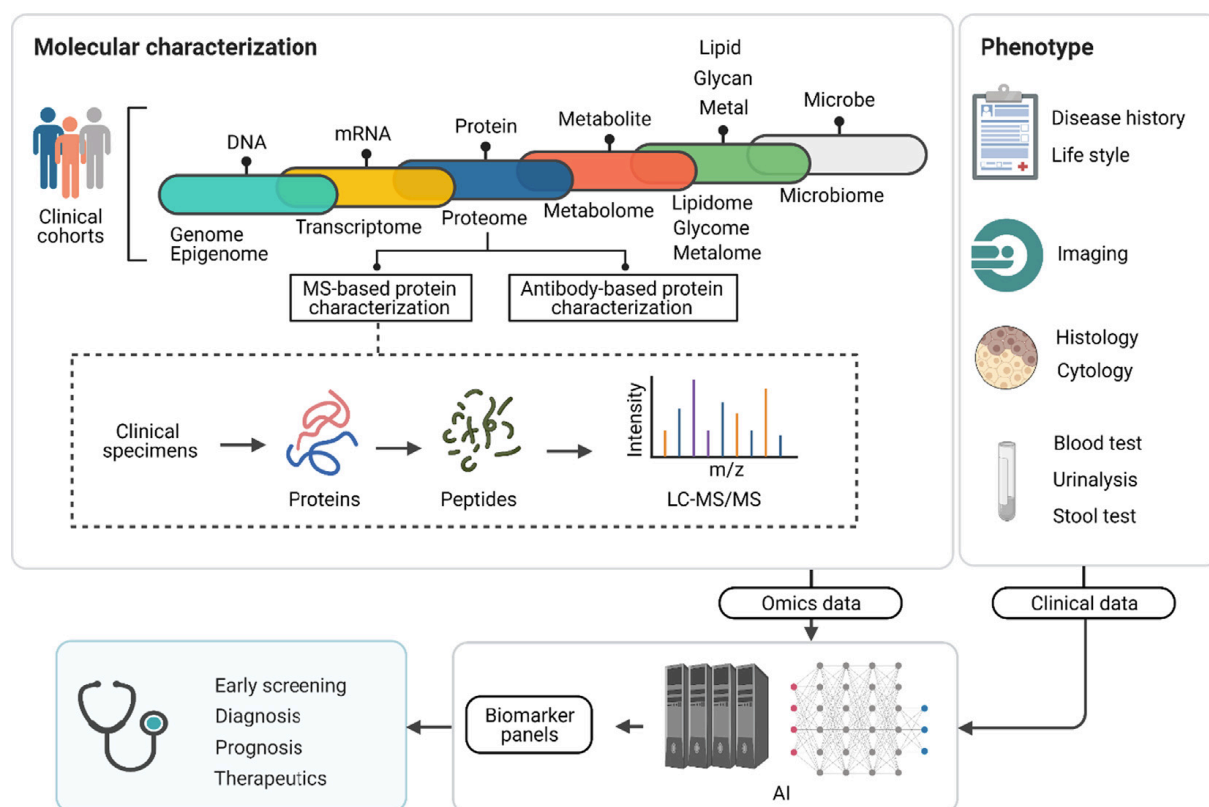 Molecular characterization
Clinical
cohorts
DNA
mRNA
Protein
Metabolite
Lipid
Glycan
Metal
Microbe
Genome
Epigenome
Transcriptome
Proteome
Metabolome
Lipidome
Glycome
Metalome
Microbiome
MS-based protein
characterization
Antibody-based protein
characterization
Clinical
specimens
Proteins
Peptides
Intensity
m/z
LC-MS/MS
Phenotype
Disease history
Life style
Imaging
Histology
Cytology
Blood test
Urinalysis
Stool test
Omics data
Clinical data
Early screening
Diagnosis
Prognosis
Therapeutics
Biomarker
panels
AI